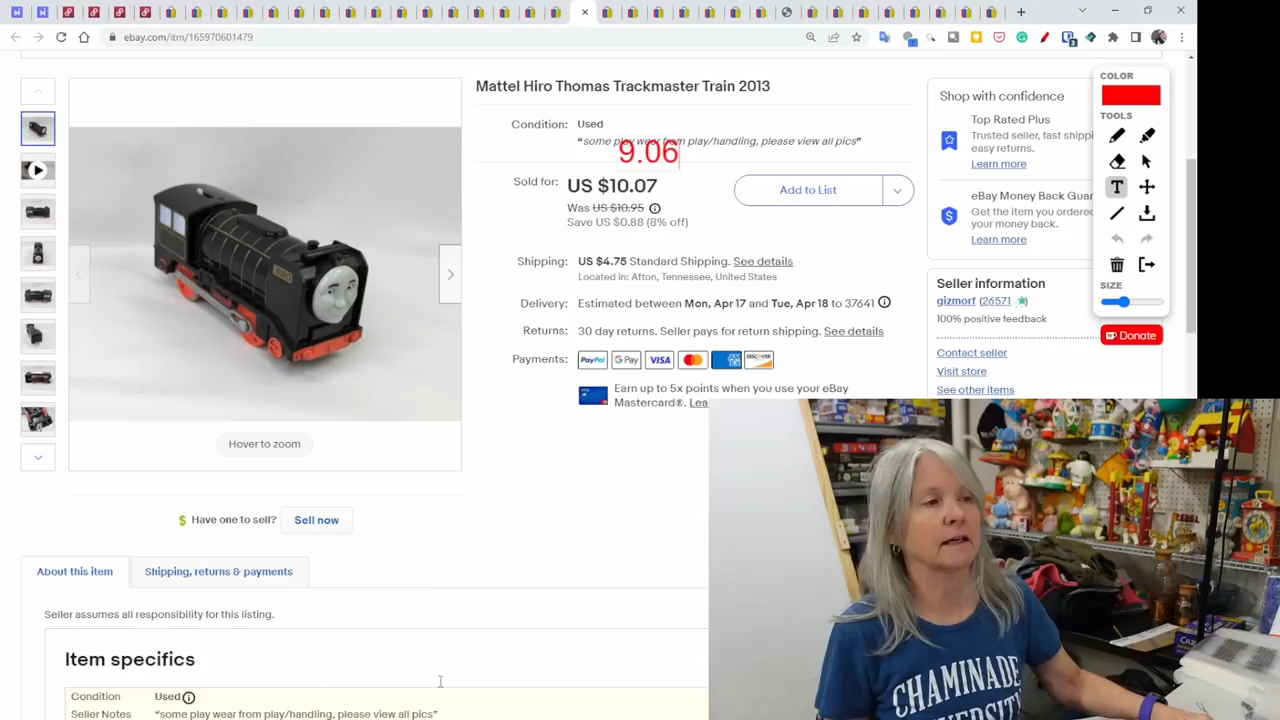 ebay.com/itm/165970601479
Mattel Hiro Thomas Trackmaster Train 2013
Condition: Used
“some play wear from play/handling, please view all pics”
9.06
Sold for: US $10.07
Was US $10.95
Save US $0.88 (8% off)
Add to List
Shipping: US $4.75 Standard Shipping. See details
Located in: Afton, Tennessee, United States
Delivery: Estimated between Mon, Apr 17 and Tue, Apr 18 to 37641
Returns: 30 day returns. Seller pays for return shipping. See details
Payments: PayPal G Pay VISA
DISCOVER
Earn up to 5x points when you use your eBay
Mastercard®. Lea
Hover to zoom
Have one to sell? Sell now
About this item
Shipping, returns & payments
Seller assumes all responsibility for this listing.
Item specifics
Condition Used
Seller Notes “some play wear from play/handling, please view all pics”
Shop with confidence
Top Rated Plus
Trusted seller, fast shippi
easy returns.
Learn more
eBay Money Back Guar
Get the item you ordered
your money back.
Learn more
Seller information
gizmorf (26571)
100% positive feedback
Contact seller
Visit store
See other items
COLOR
TOOLS
T
SIZE
Donate
CHAMINADE